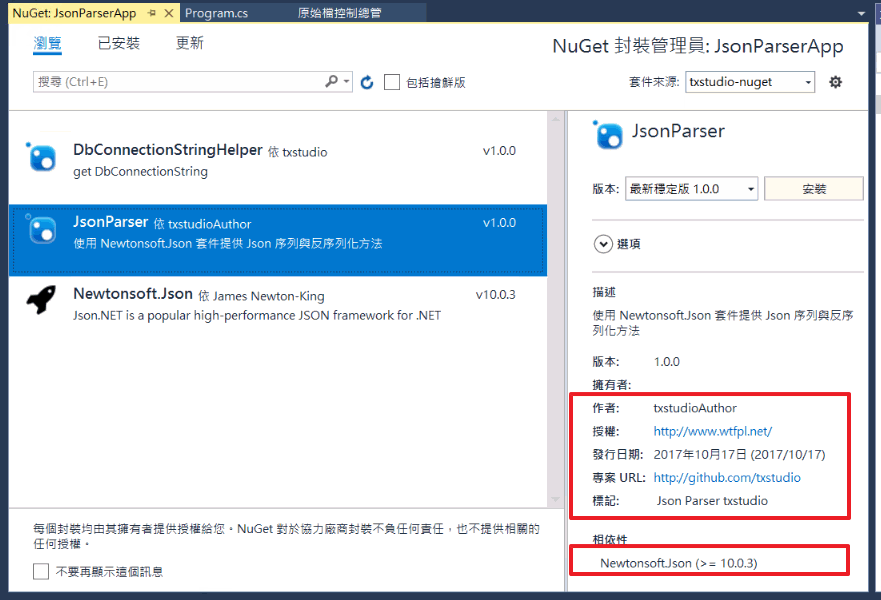 NuGet: JsonParserApp
Program.cs
原始檔控制總管
瀏覽
已安裝
更新
NuGet 封裝管理員: JsonParserApp
搜尋 (Ctrl+E)
包括搶鮮版
套件來源:
txstudio-nuget
DbConnectionStringHelper 依 txstudio
v1.0.0
get DbConnectionString
JsonParser 依 txstudioAuthor
v1.0.0
使用 Newtonsoft.Json 套件提供 Json 序列與反序列化方法
Newtonsoft.Json 依 James Newton-King
v10.0.3
Json.NET is a popular high-performance JSON framework for .NET
每個封裝均由其擁有者提供授權給您。NuGet 對於協力廠商封裝不負任何責任，也不提供相關的
任何授權。
不要再顯示這個訊息
JsonParser
版本:
最新穩定版 1.0.0
安裝
選項
描述
使用 Newtonsoft.Json 套件提供 Json 序列與反序
列化方法
版本: 1.0.0
擁有者:
作者: txstudioAuthor
授權: http://www.wtfpl.net/
發行日期: 2017年10月17日 (2017/10/17)
專案 URL: http://github.com/txstudio
標記: Json Parser txstudio
相依性
Newtonsoft.Json (>= 10.0.3)